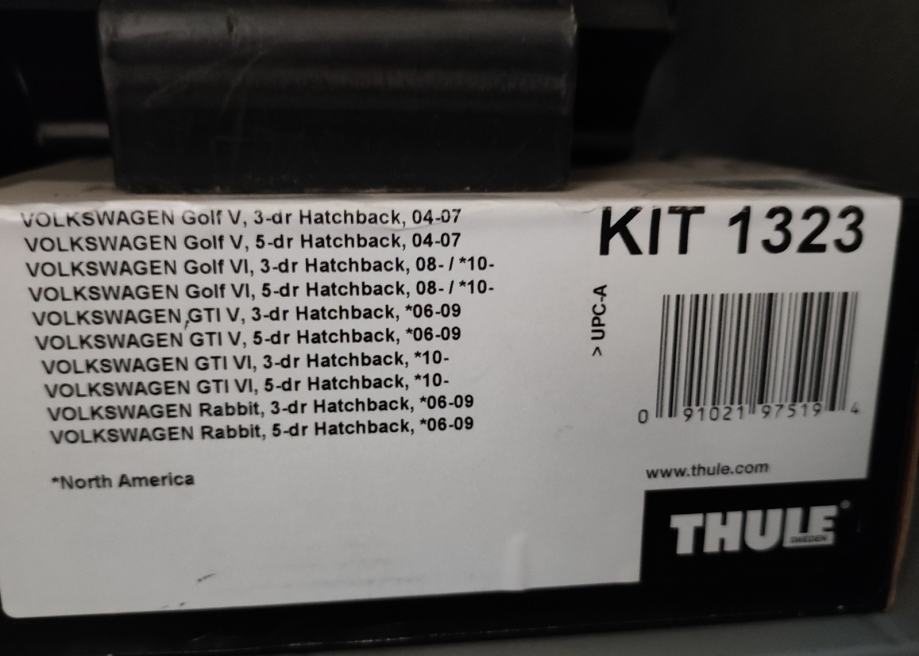 VOLKSWAGEN Golf V, 3-dr Hatchback, 04-07
VOLKSWAGEN Golf V, 5-dr Hatchback, 04-07
VOLKSWAGEN Golf VI, 3-dr Hatchback, 08- / *10-
VOLKSWAGEN Golf VI, 5-dr Hatchback, 08- / *10-
VOLKSWAGEN GTI V, 3-dr Hatchback, *06-09
VOLKSWAGEN GTI V, 5-dr Hatchback, *06-09
VOLKSWAGEN GTI VI, 3-dr Hatchback, *10-
VOLKSWAGEN GTI VI, 5-dr Hatchback, *10-
VOLKSWAGEN Rabbit, 3-dr Hatchback, *06-09
VOLKSWAGEN Rabbit, 5-dr Hatchback, *06-09
*North America
KIT 1323
> UPC-A
0 91021 97519 4
www.thule.com
THULE®
SWEDEN